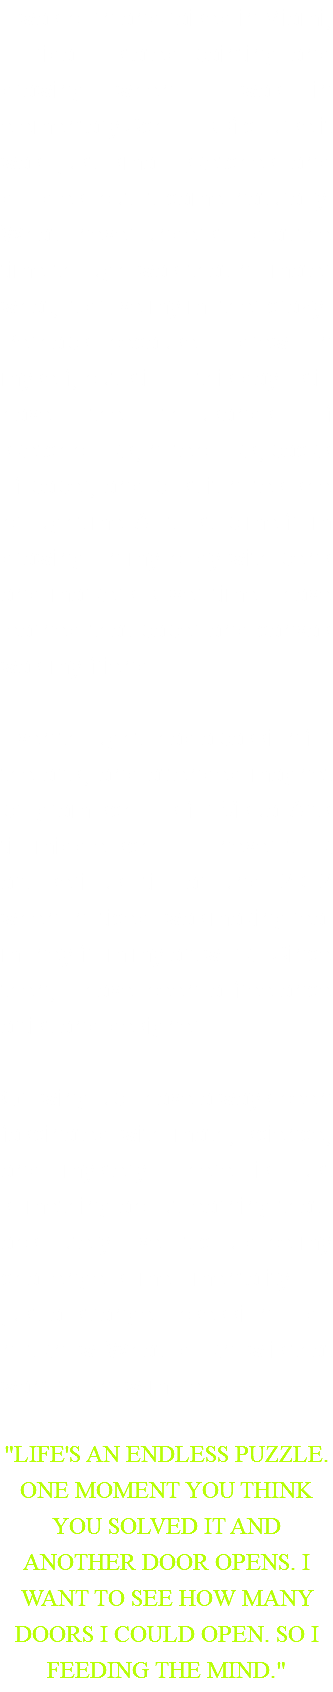 "LIFE'S AN ENDLESS PUZZLE.
ONE MOMENT YOU THINK
YOU SOLVED IT AND
ANOTHER DOOR OPENS. I
WANT TO SEE HOW MANY
DOORS I COULD OPEN. SO I
FEEDING THE MIND."